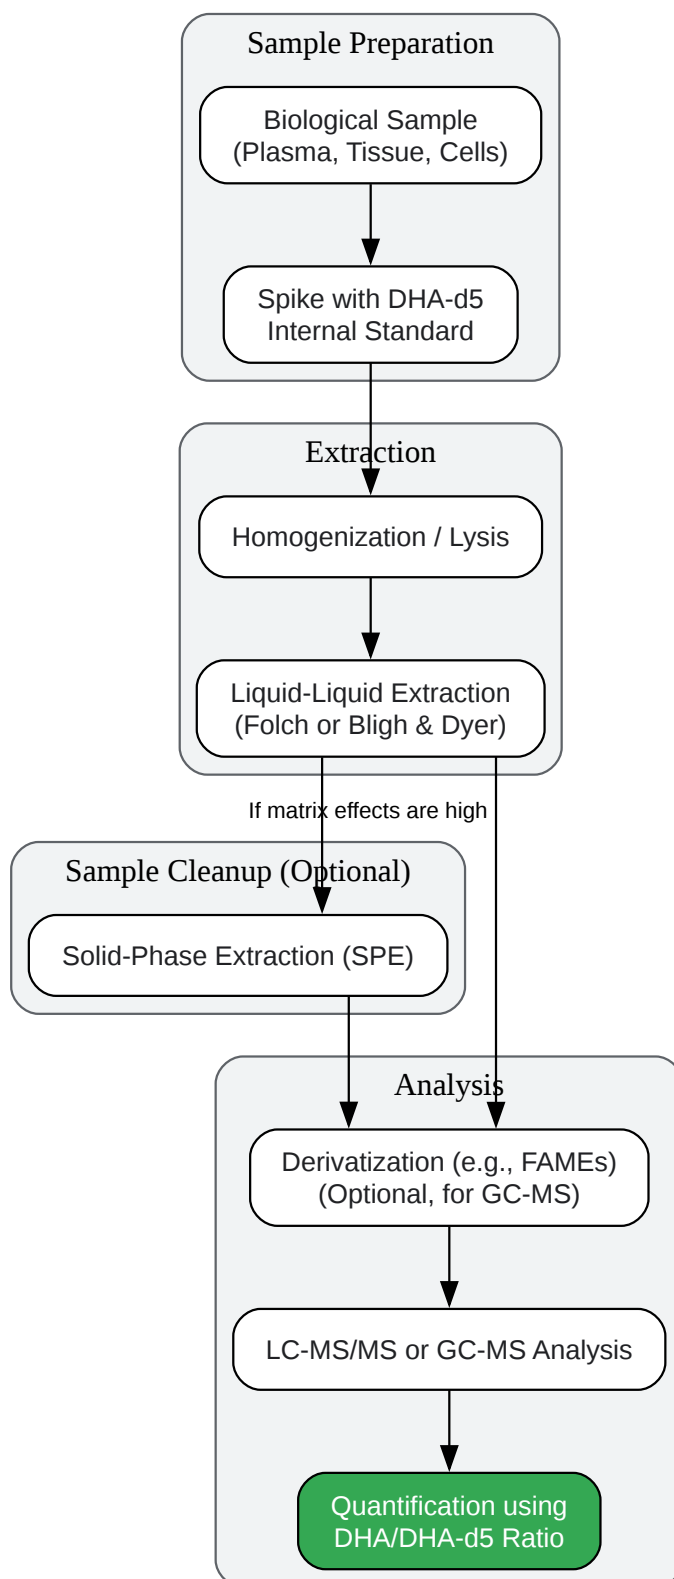 Sample Preparation
Biological Sample
(Plasma, Tissue, Cells)
Spike with DHA-d5
Internal Standard
Extraction
Homogenization / Lysis
Liquid-Liquid Extraction
(Folch or Bligh & Dyer)
If matrix effects are high
Sample Cleanup (Optional)
Solid-Phase Extraction (SPE)
Analysis
Derivatization (e.g., FAMEs)
(Optional, for GC-MS)
LC-MS/MS or GC-MS Analysis
Quantification using
DHA/DHA-d5 Ratio